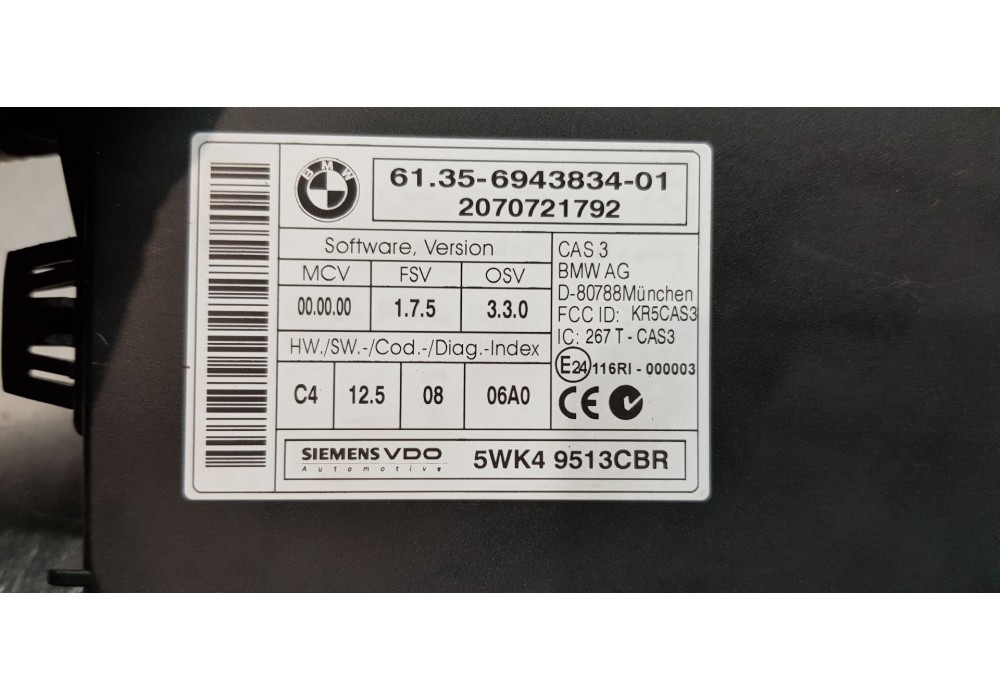 BMW
61.35-6943834-01
2070721792
Software, Version
MCV FSV OSV
00.00.00 1.7.5 3.3.0
HW./SW.-/Cod.-/Diag.-Index
C4 12.5 08 06A0
CAS 3
BMW AG
D-80788München
FCC ID: KR5CAS3
IC: 267 T - CAS3
E24 116RI - 000003
CE
SIEMENS VDO
Automotive
5WK4 9513CBR